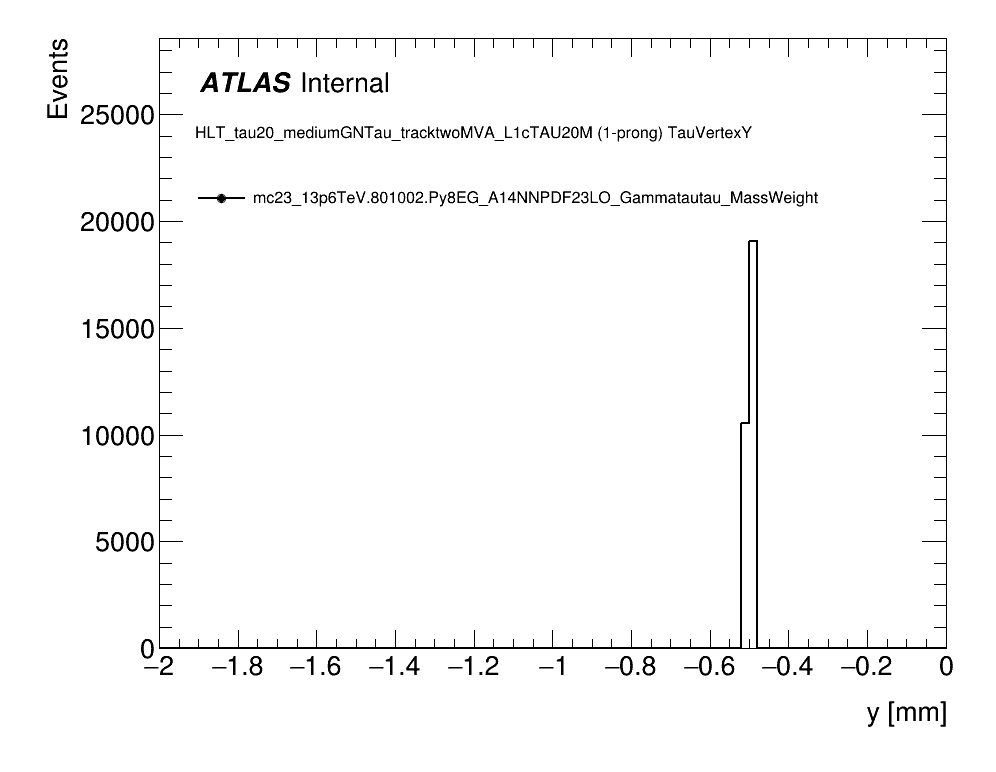 Events
ATLAS Internal
HLT_tau20_mediumGNTau_tracktwoMVA_L1cTAU20M (1-prong) TauVertexY
mc23_13p6TeV.801002.Py8EG_A14NNPDF23LO_Gammatautau_MassWeight
25000
20000
15000
10000
5000
0
−2 −1.8 −1.6 −1.4 −1.2 −1 −0.8 −0.6 −0.4 −0.2 0
y [mm]